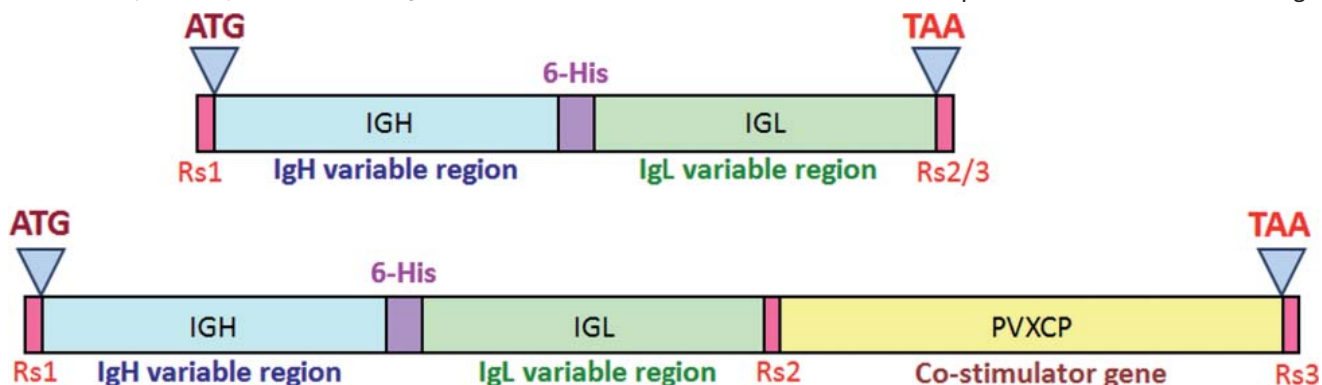 ATG TAA
6-His
IGH IGL
Rs1 IgH variable region IgL variable region Rs2/3
ATG TAA
6-His
IGH IGL PVXCP
Rs1 IgH variable region IgL variable region Rs2 Co-stimulator gene Rs3